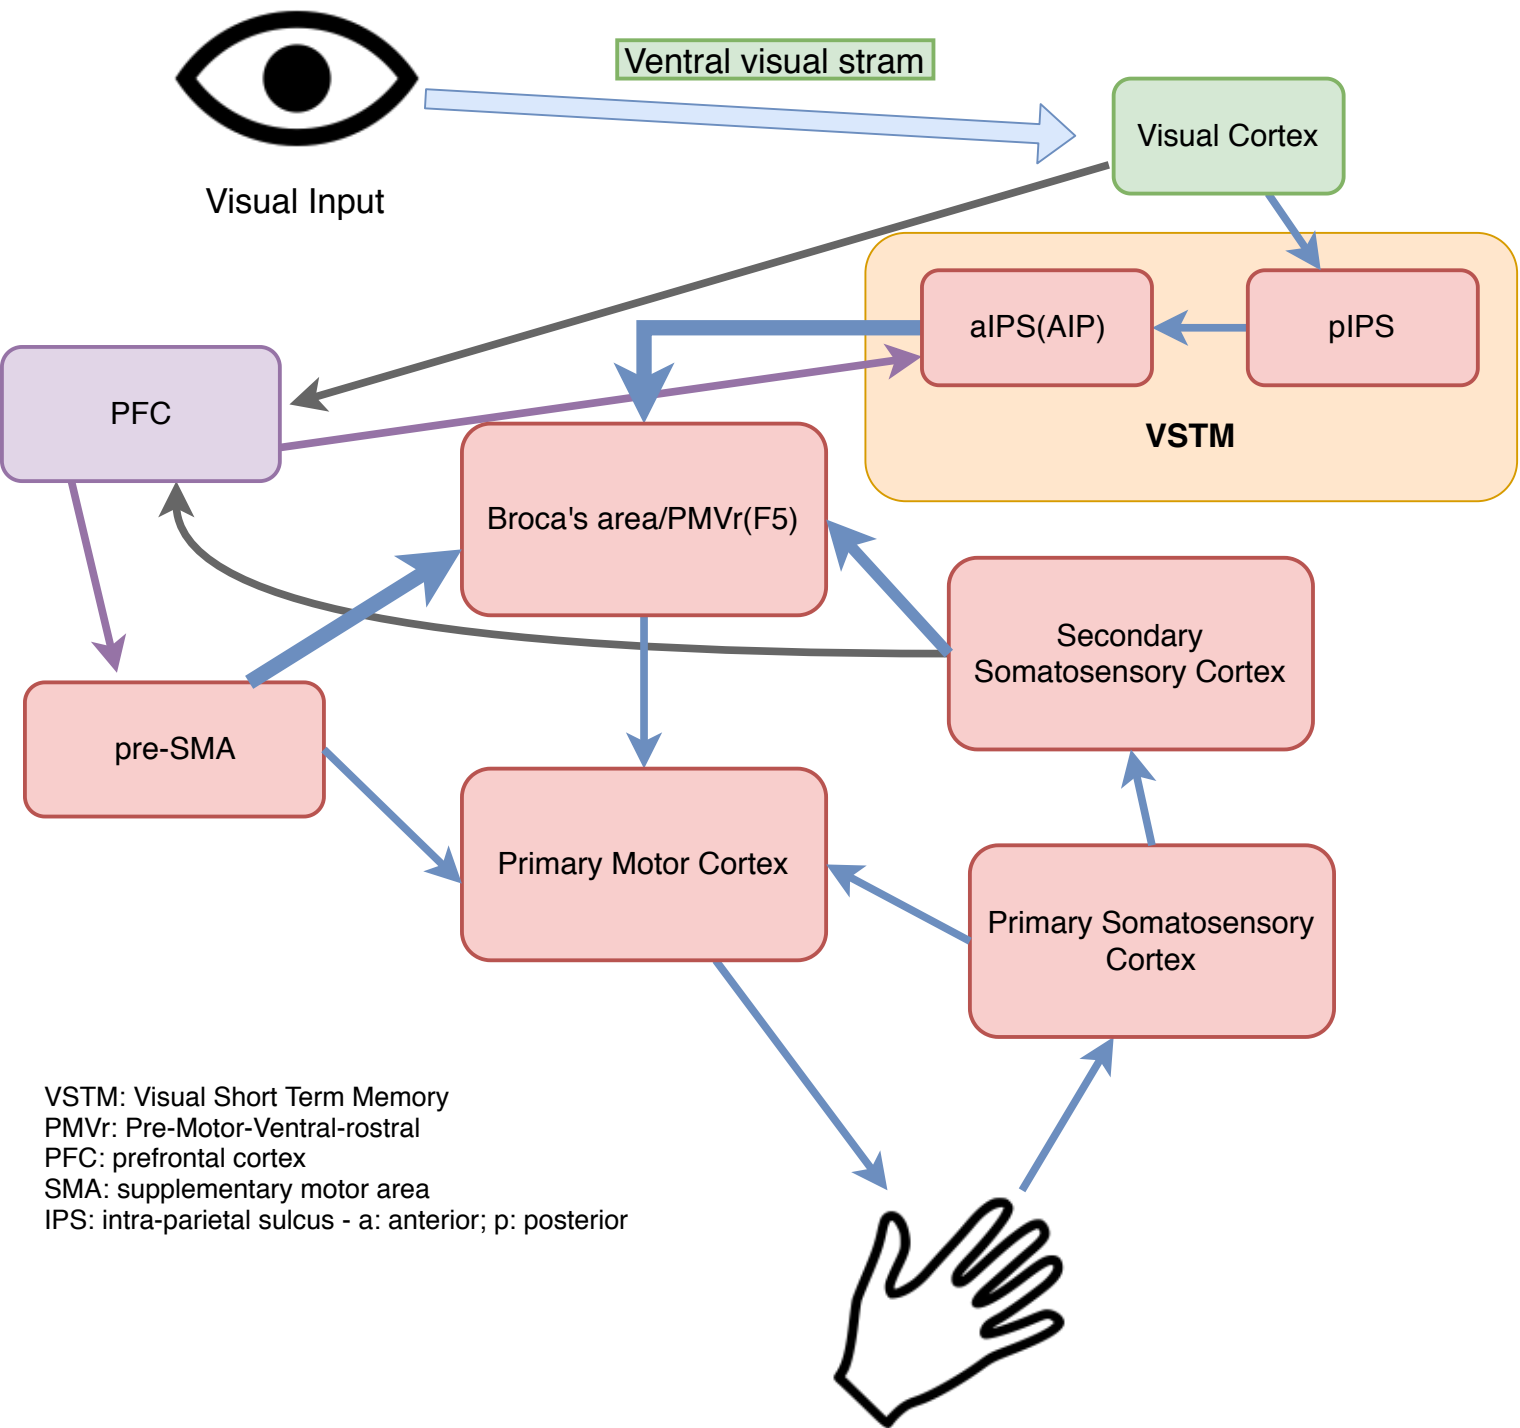 Ventral visual stram
Visual Cortex
Visual Input
aIPS(AIP)
pIPS
VSTM
PFC
Broca's area/PMVr(F5)
Secondary
Somatosensory Cortex
pre-SMA
Primary Motor Cortex
Primary Somatosensory
Cortex
VSTM: Visual Short Term Memory
PMVr: Pre-Motor-Ventral-rostral
PFC: prefrontal cortex
SMA: supplementary motor area
IPS: intra-parietal sulcus - a: anterior; p: posterior